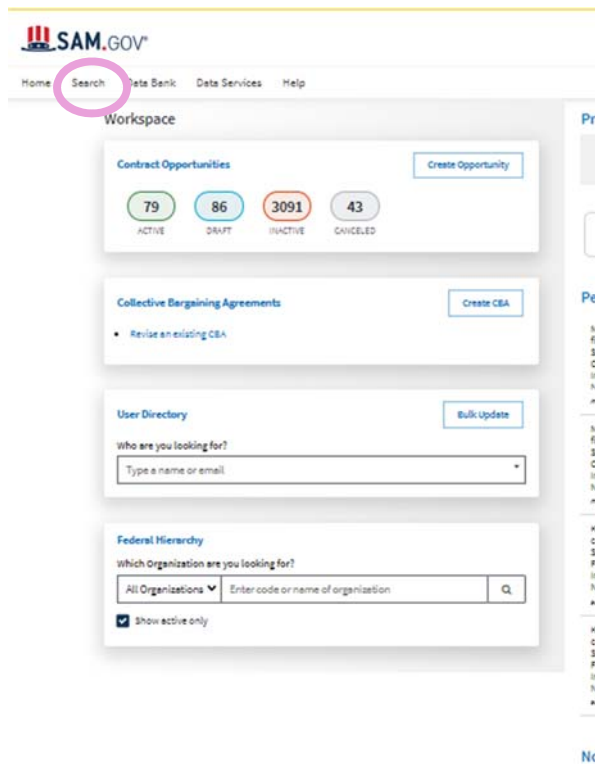 SAM.GOV®
Home Search Data Bank Data Services Help
Workspace
Pr
Contract Opportunities
Create Opportunity
79 86 3091 43
ACTIVE DRAFT INACTIVE CANCELED
Pe
Collective Bargaining Agreements
Create CBA
Revise an existing CBA
User Directory
Bulk Update
Who are you looking for?
Type a name or email
Federal Hierarchy
Which Organization are you looking for?
All Organizations Enter code or name of organization
Show active only
No